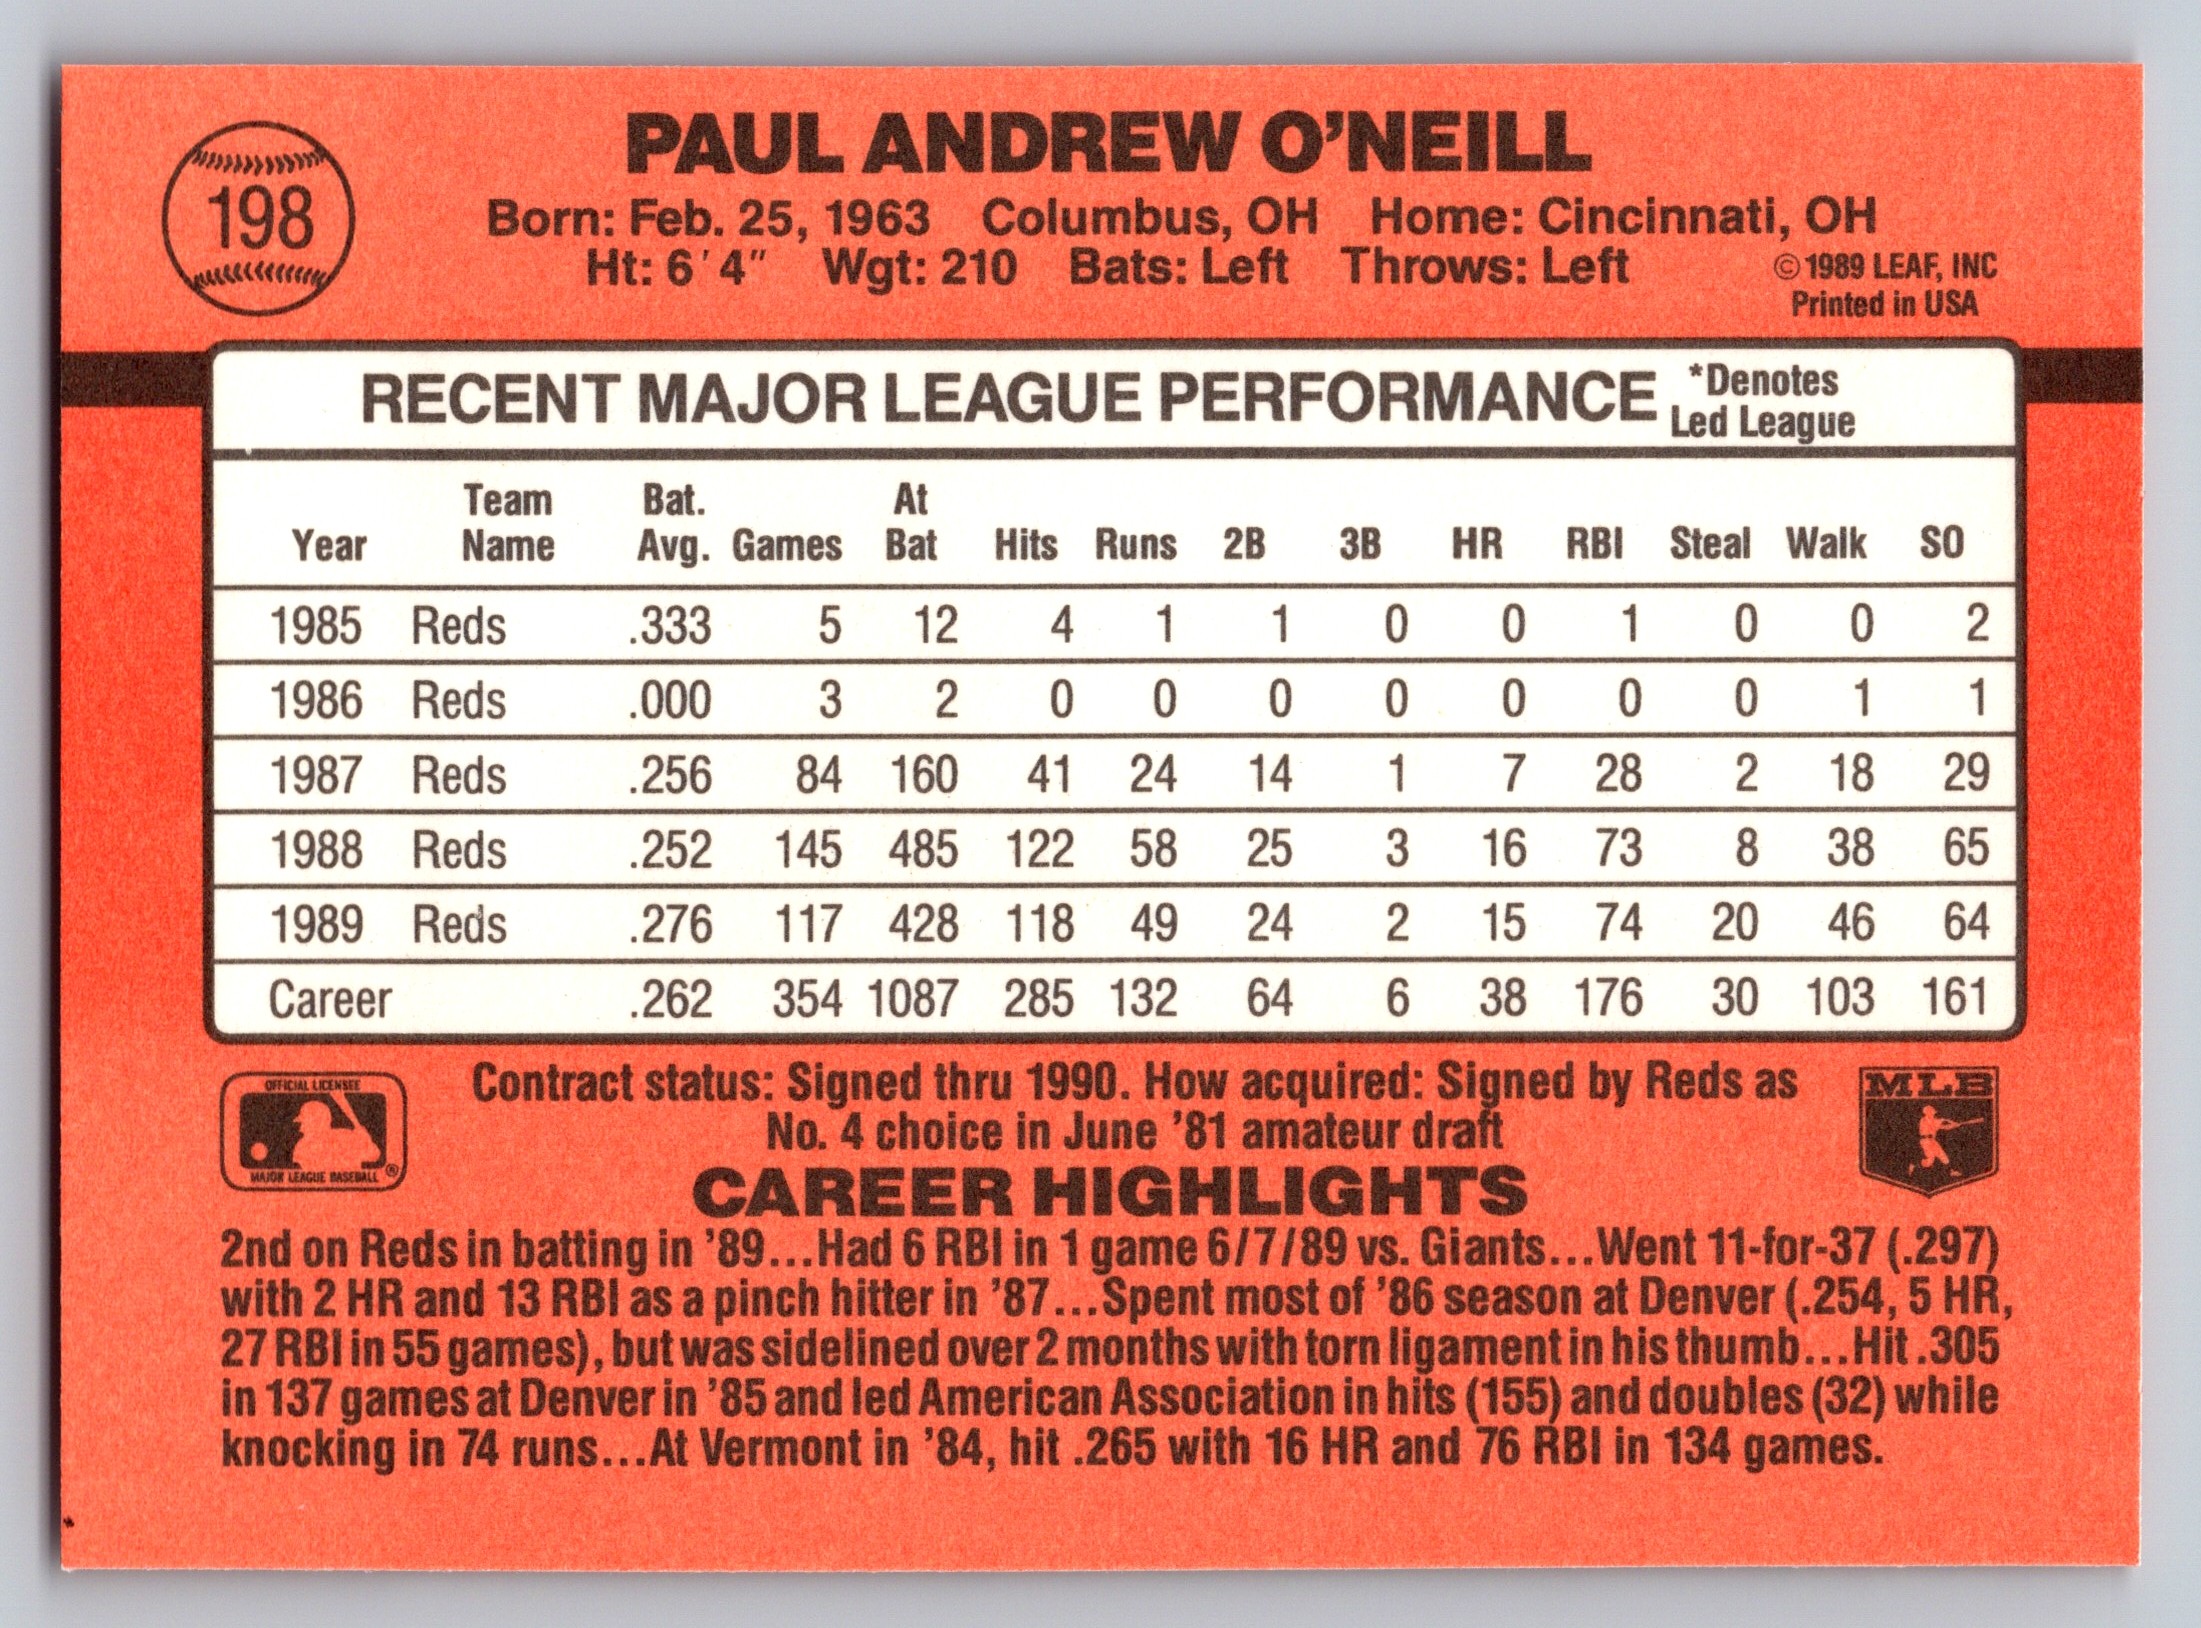 198
PAUL ANDREW O'NEILL
Born: Feb. 25, 1963 Columbus, OH Home: Cincinnati, OH
Ht: 6'4" Wgt: 210 Bats: Left Throws: Left
©1989 LEAF, INC
Printed in USA
RECENT MAJOR LEAGUE PERFORMANCE *Denotes
Led League
Team Bat. At
Year Name Avg. Games Bat Hits Runs 2B 3B HR RBI Steal Walk SO
1985 Reds .333 5 12 4 1 1 0 0 1 0 0 2
1986 Reds .000 3 2 0 0 0 0 0 0 0 1 1
1987 Reds .256 84 160 41 24 14 1 7 28 2 18 29
1988 Reds .252 145 485 122 58 25 3 16 73 8 38 65
1989 Reds .276 117 428 118 49 24 2 15 74 20 46 64
Career .262 354 1087 285 132 64 6 38 176 30 103 161
OFFICIAL LICENSEE
MAJOR LEAGUE BASEBALL ®
Contract status: Signed thru 1990. How acquired: Signed by Reds as
No. 4 choice in June '81 amateur draft
MLB
CAREER HIGHLIGHTS
2nd on Reds in batting in '89...Had 6 RBI in 1 game 6/7/89 vs. Giants...Went 11-for-37 (.297)
with 2 HR and 13 RBI as a pinch hitter in '87...Spent most of '86 season at Denver (.254, 5 HR,
27 RBI in 55 games), but was sidelined over 2 months with torn ligament in his thumb...Hit .305
in 137 games at Denver in '85 and led American Association in hits (155) and doubles (32) while
knocking in 74 runs...At Vermont in '84, hit .265 with 16 HR and 76 RBI in 134 games.